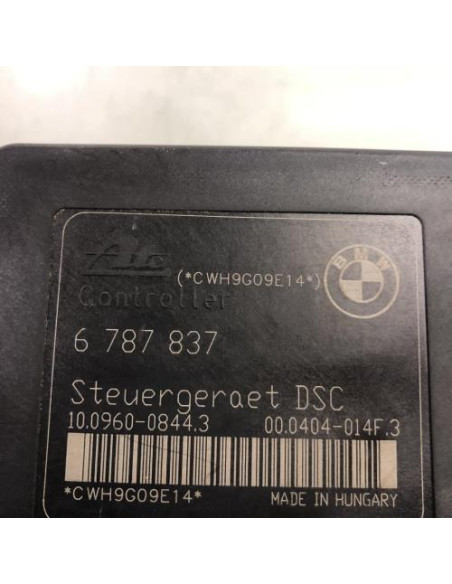 Ate (*CWH9G09E14*) BMW
Controller
6 787 837
Steuergeraet DSC
10.0960-0844.3 00.0404-014F.3
*CWH9G09E14* MADE IN HUNGARY